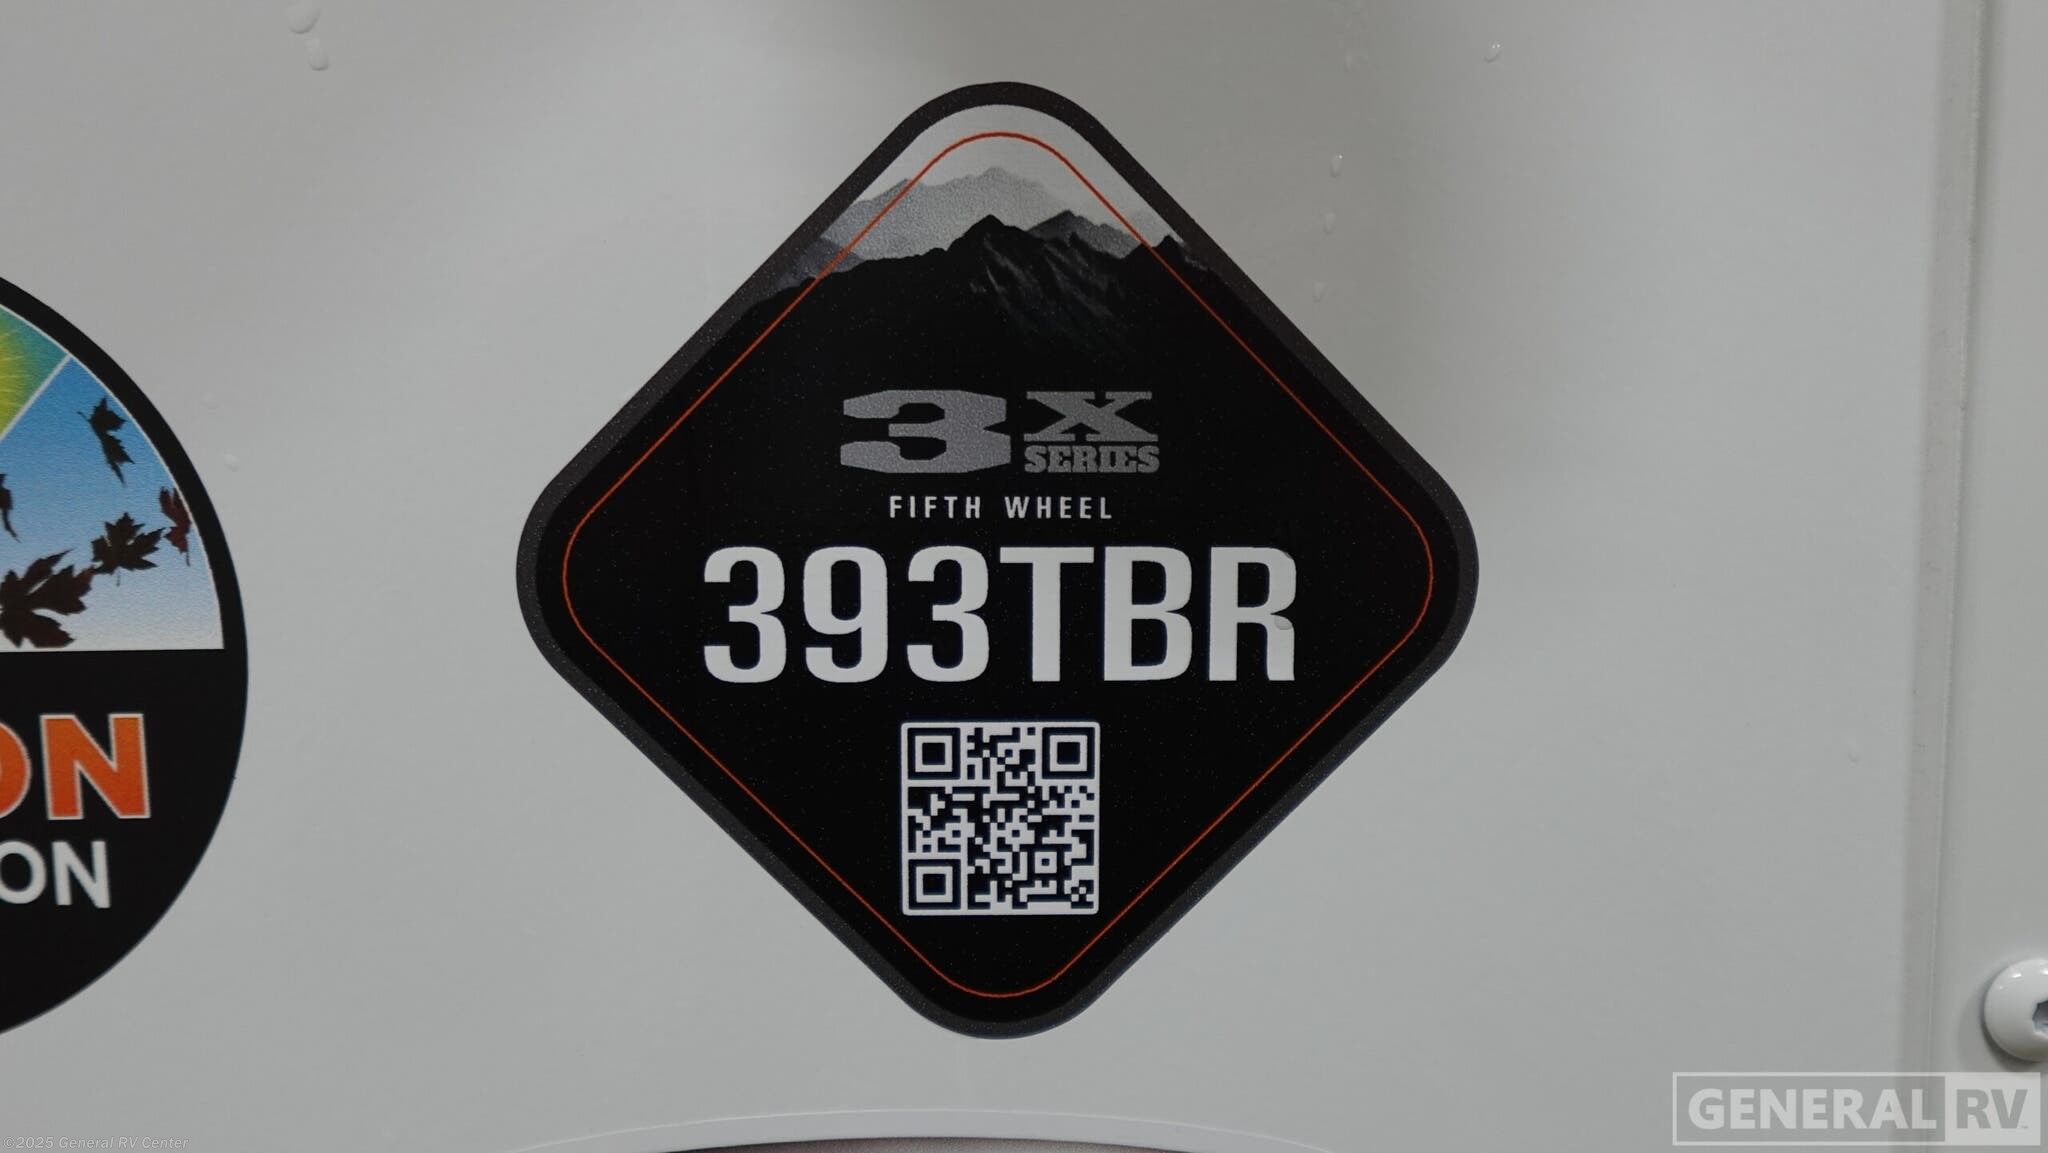 3X
SERIES
FIFTH WHEEL
393TBR
ON
ON
GENERAL RV
©2025 General RV Center